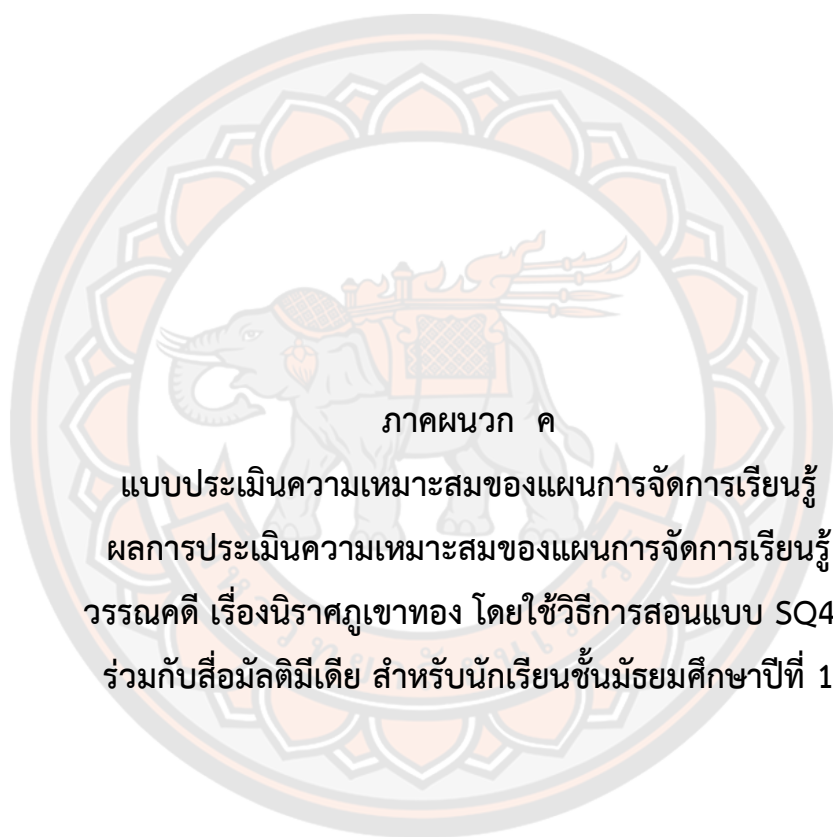 ภาคผนวก ค
แบบประเมินความเหมาะสมของแผนการจัดการเรียนรู้
ผลการประเมินความเหมาะสมของแผนการจัดการเรียนรู้
วรรณคดี เรื่องนิราศภูเขาทอง โดยใช้วิธีการสอนแบบ SQ4
ร่วมกับสื่อมัลติมีเดีย สำหรับนักเรียนชั้นมัธยมศึกษาปีที่ 1